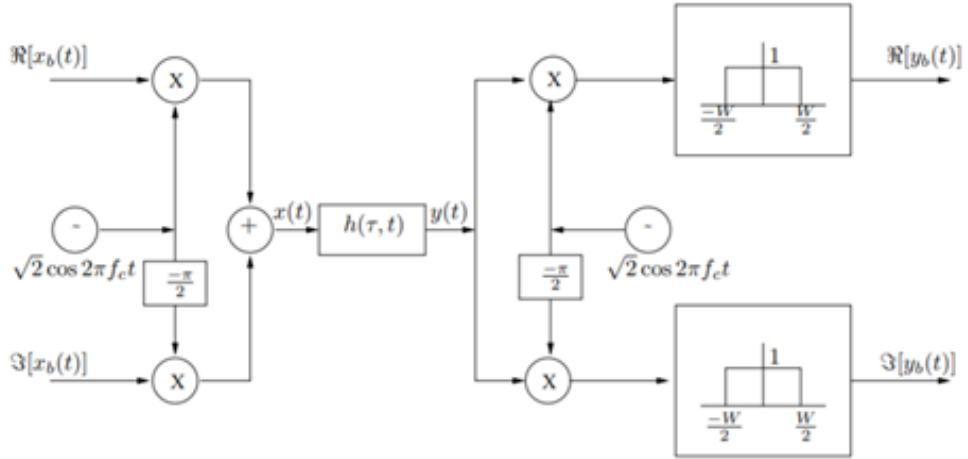 ℜ[x_b(t)]
X
X
1
-W/2
W/2
ℜ[y_b(t)]
~
√2 cos 2πf_c t
-π/2
+
x(t)
h(τ, t)
y(t)
-π/2
~
√2 cos 2πf_c t
ℑ[x_b(t)]
X
X
1
-W/2
W/2
ℑ[y_b(t)]